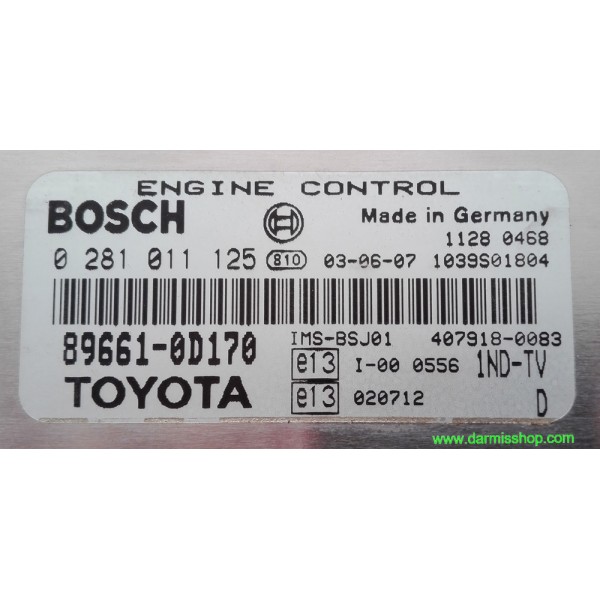 ENGINE CONTROL
BOSCH
Made in Germany
1128 0468
0 281 011 125 810 03-06-07 1039S01804
89661-0D170
IMS-BSJ01 407918-0083
e13 I-00 0556 1ND-TV
TOYOTA
e13 020712 D
www.darmisshop.com